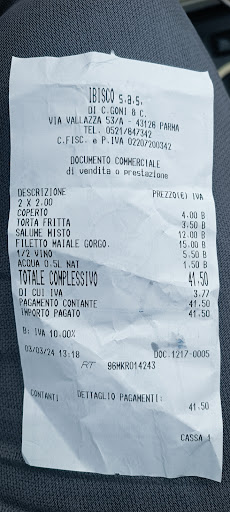 IBISCO s.a.s.
DI C.GONI & C.
VIA VALLAZZA 53/A - 43126 PARMA
TEL. 0521/647342
C.FISC. e P.IVA 02207200342
DOCUMENTO COMMERCIALE
di vendita o prestazione
DESCRIZIONE PREZZO(€) IVA
2 X 2.00
COPERTO 4.00 B
TORTA FRITTA 3.50 B
SALUME MISTO 12.00 B
FILETTO MAIALE GORGO. 15.00 B
1/2 VINO 5.50 B
ACQUA 0.5L NAT 1.50 B
TOTALE COMPLESSIVO 41,50
DI CUI IVA 3,77
PAGAMENTO CONTANTE 41,50
IMPORTO PAGATO 41,50
B: IVA 10.00%
03/03/24 13:18 DOC.1217-0005
RT 96MKR014243
DETTAGLIO PAGAMENTI:
CONTANTI 41,50
CASSA 1